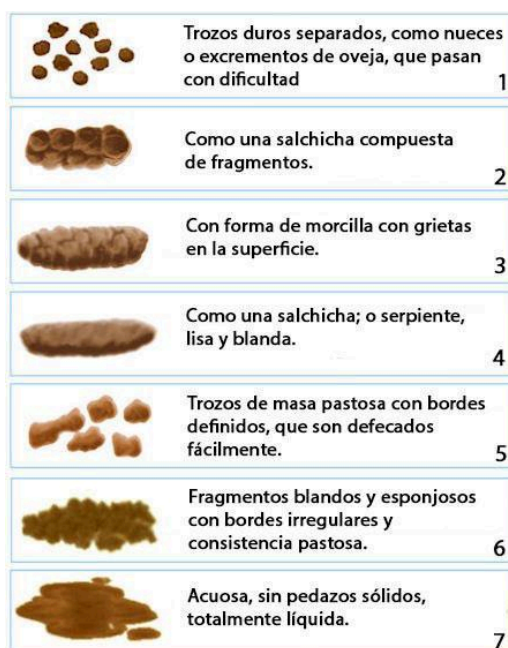 Trozos duros separados, como nueces
o excrementos de oveja, que pasan
con dificultad
1
Como una salchicha compuesta
de fragmentos.
2
Con forma de morcilla con grietas
en la superficie.
3
Como una salchicha; o serpiente,
lisa y blanda.
4
Trozos de masa pastosa con bordes
definidos, que son defecados
fácilmente.
5
Fragmentos blandos y esponjosos
con bordes irregulares y
consistencia pastosa.
6
Acuosa, sin pedazos sólidos,
totalmente líquida.
7